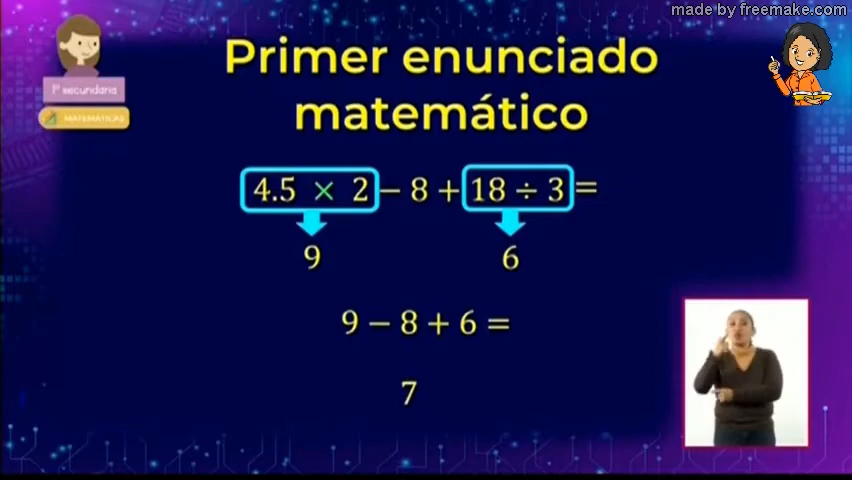 made by freemake.com
Primer enunciado
matemático
1° secundaria
MATEMÁTICAS
4.5 × 2 − 8 + 18 ÷ 3 =
9 6
9 − 8 + 6 =
7